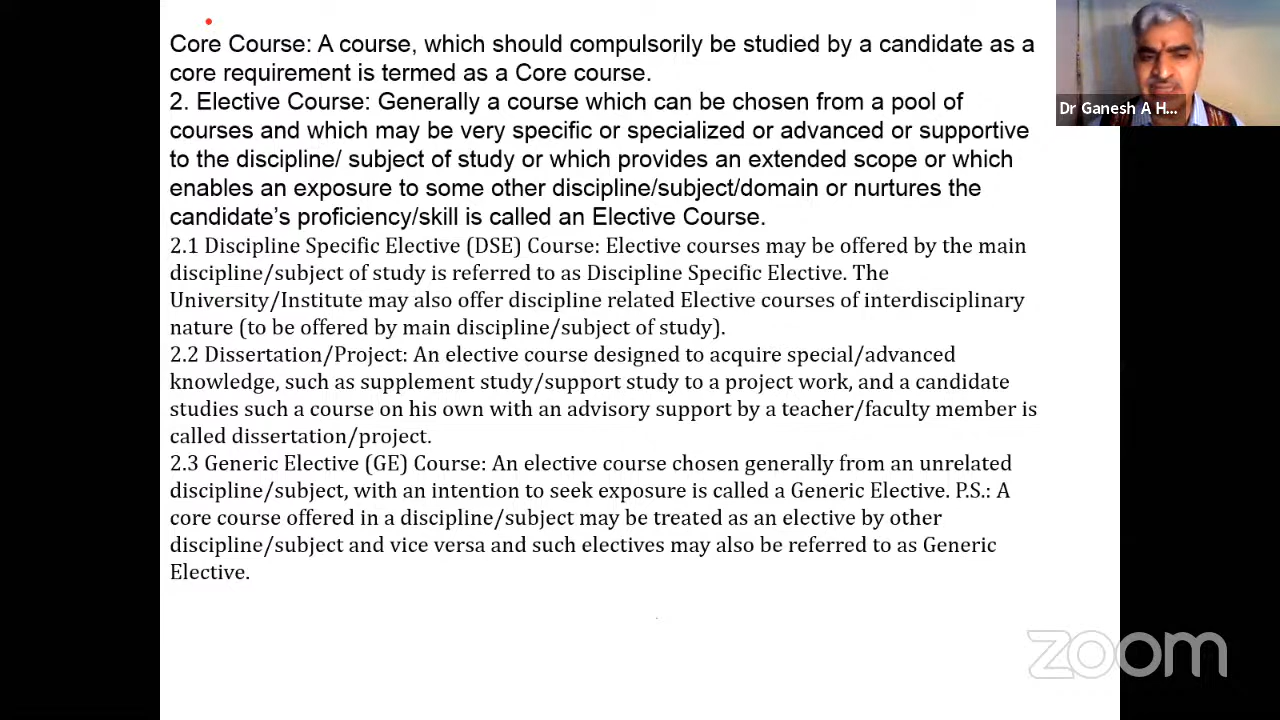 Core Course: A course, which should compulsorily be studied by a candidate as a
core requirement is termed as a Core course.
2. Elective Course: Generally a course which can be chosen from a pool of
courses and which may be very specific or specialized or advanced or supportive
to the discipline/ subject of study or which provides an extended scope or which
enables an exposure to some other discipline/subject/domain or nurtures the
candidate’s proficiency/skill is called an Elective Course.
2.1 Discipline Specific Elective (DSE) Course: Elective courses may be offered by the main
discipline/subject of study is referred to as Discipline Specific Elective. The
University/Institute may also offer discipline related Elective courses of interdisciplinary
nature (to be offered by main discipline/subject of study).
2.2 Dissertation/Project: An elective course designed to acquire special/advanced
knowledge, such as supplement study/support study to a project work, and a candidate
studies such a course on his own with an advisory support by a teacher/faculty member is
called dissertation/project.
2.3 Generic Elective (GE) Course: An elective course chosen generally from an unrelated
discipline/subject, with an intention to seek exposure is called a Generic Elective. P.S.: A
core course offered in a discipline/subject may be treated as an elective by other
discipline/subject and vice versa and such electives may also be referred to as Generic
Elective.
Dr Ganesh A H...
zoom